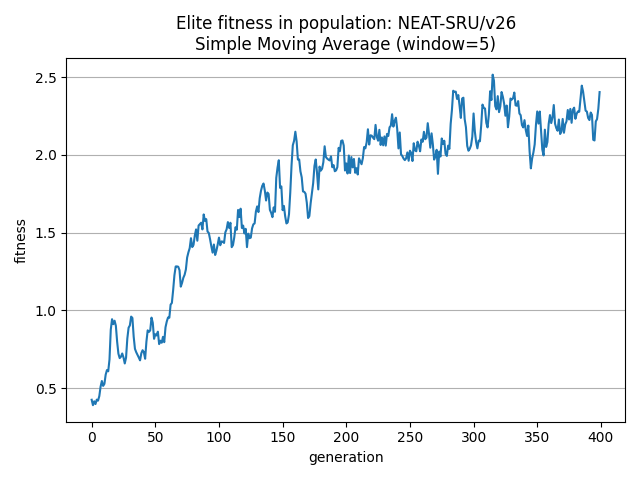 Elite fitness in population: NEAT-SRU/v26
Simple Moving Average (window=5)
2.5
2.0
1.5
1.0
0.5
fitness
0 50 100 150 200 250 300 350 400
generation